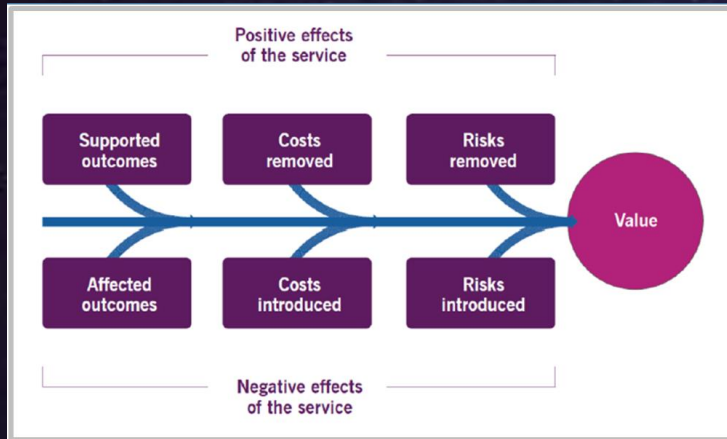 Positive effects
of the service
Supported
outcomes
Costs
removed
Risks
removed
Value
Affected
outcomes
Costs
introduced
Risks
introduced
Negative effects
of the service